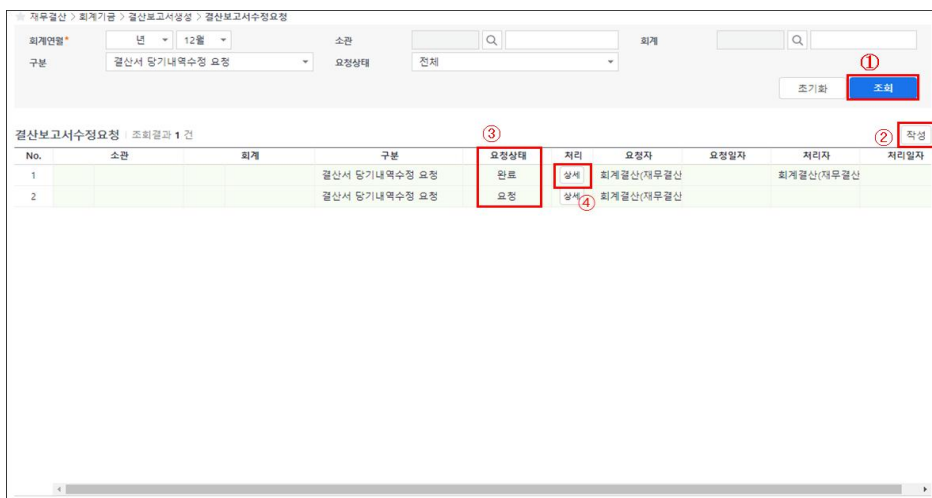 재무결산 > 회계기금 > 결산보고서생성 > 결산보고서수정요청
회계연월* 년 12월 소관 회계
구분 결산서 당기내역수정 요청 요청상태 전체
①
초기화 조회
결산보고서수정요청 조회결과 1 건 ③ ② 작성
No. 소관 회계 구분 요청상태 처리 요청자 요청일자 처리자 처리일자
1 결산서 당기내역수정 요청 완료 상세 회계결산(재무결산 회계결산(재무결산
2 결산서 당기내역수정 요청 요청 상세 회계결산(재무결산
④